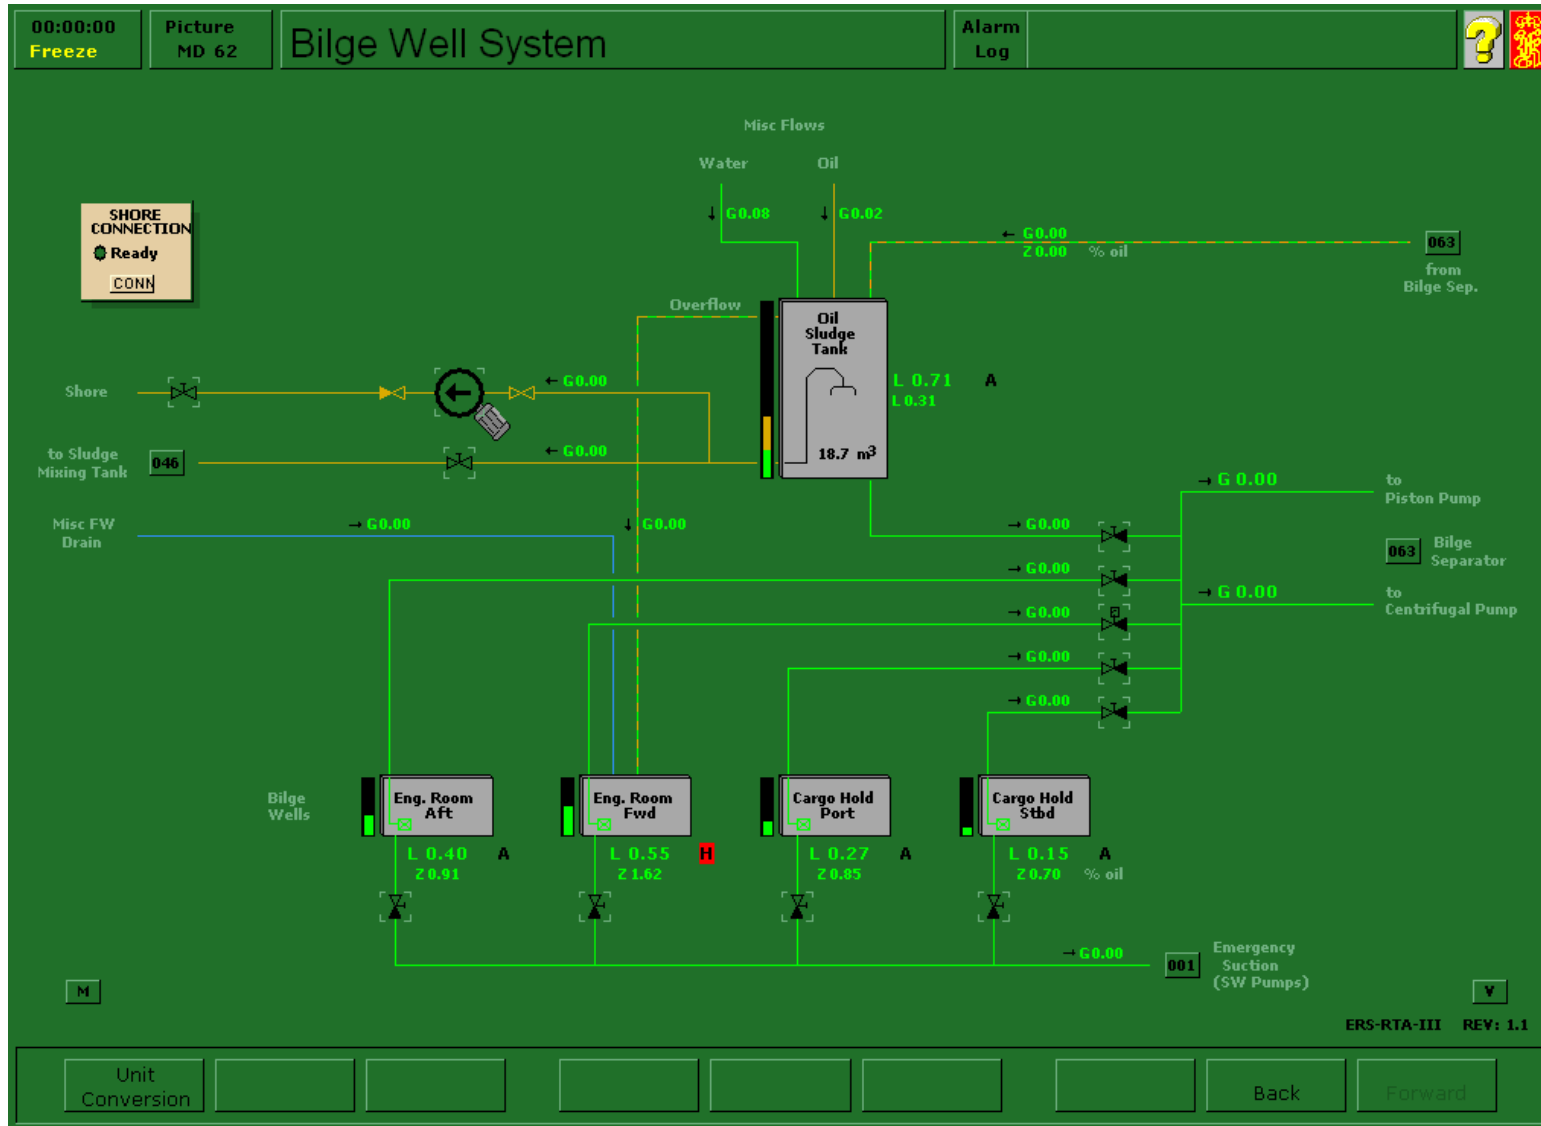 00:00:00
Freeze
Picture
MD 62
Bilge Well System
Alarm
Log
Misc Flows
Water
Oil
G0.08
G0.02
SHORE
CONNECTION
Ready
CONN
G0.00
Z 0.00 % oil
063
from
Bilge Sep.
Overflow
Oil
Sludge
Tank
L 0.71 A
L 0.31
18.7 m3
Shore
G0.00
to Sludge
Mixing Tank
046
G0.00
G 0.00
to
Piston Pump
Misc FW
Drain
G0.00
G0.00
G0.00
063
Bilge
Separator
G0.00
G 0.00
to
Centrifugal Pump
G0.00
G0.00
G0.00
Bilge
Wells
Eng. Room
Aft
Eng. Room
Fwd
Cargo Hold
Port
Cargo Hold
Stbd
L 0.40 A
Z 0.91
L 0.55 H
Z 1.62
L 0.27 A
Z 0.85
L 0.15 A
Z 0.70 % oil
G0.00
001
Emergency
Suction
(SW Pumps)
M
V
ERS-RTA-III REV: 1.1
Unit
Conversion
Back
Forward